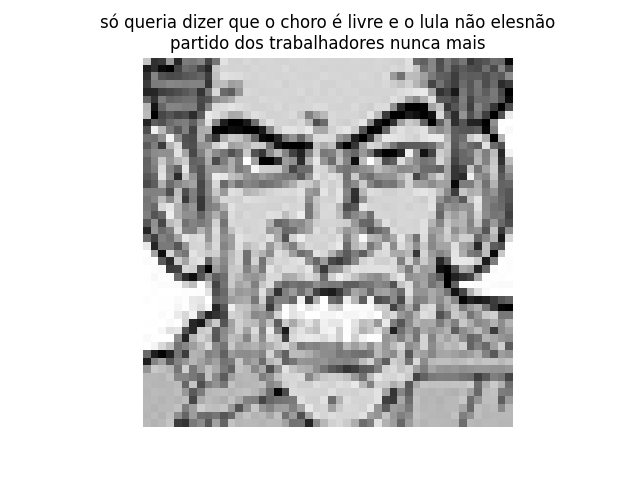 só queria dizer que o choro é livre e o lula não elesnão
partido dos trabalhadores nunca mais